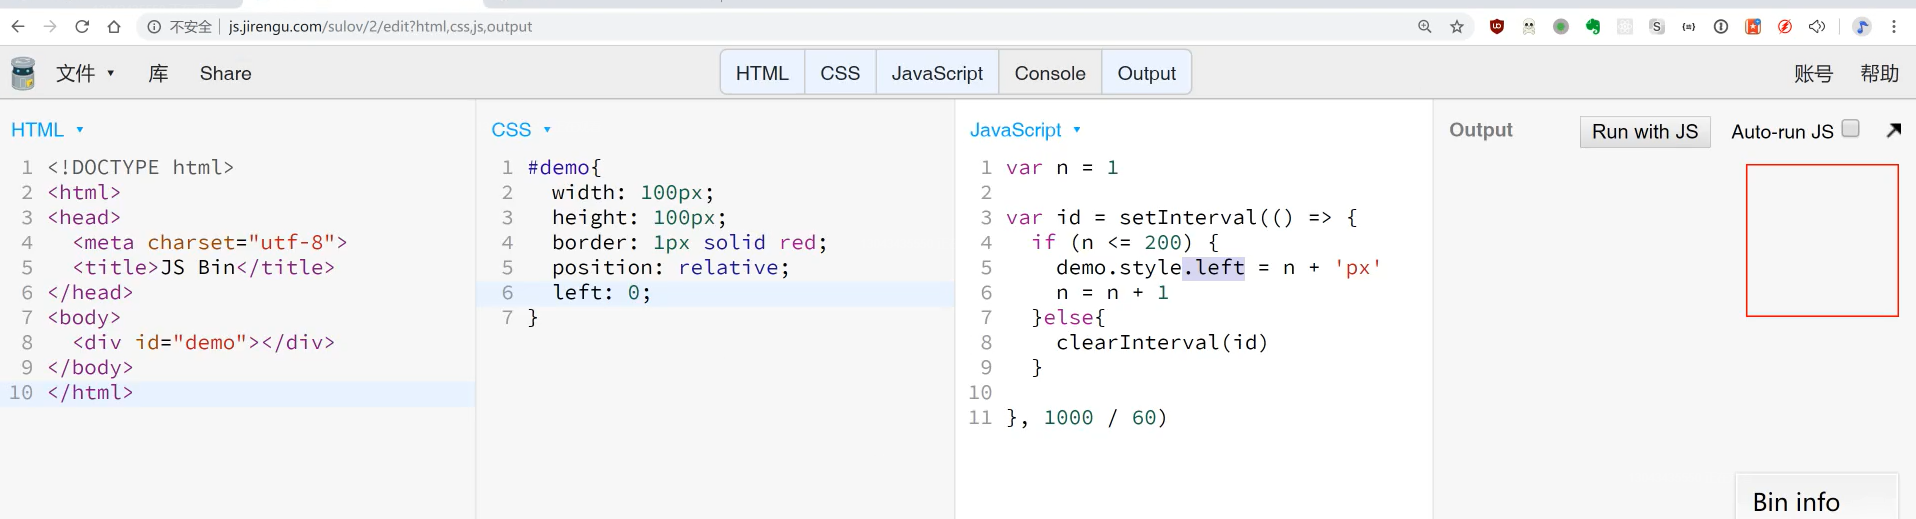 不安全 js.jirengu.com/sulov/2/edit?html,css,js,output
文件 库 Share HTML CSS JavaScript Console Output 账号 帮助
HTML
1 <!DOCTYPE html>
2 <html>
3 <head>
4   <meta charset="utf-8">
5   <title>JS Bin</title>
6 </head>
7 <body>
8   <div id="demo"></div>
9 </body>
10 </html>
CSS
1 #demo{
2   width: 100px;
3   height: 100px;
4   border: 1px solid red;
5   position: relative;
6   left: 0;
7 }
JavaScript
1 var n = 1
2
3 var id = setInterval(() => {
4   if (n <= 200) {
5     demo.style.left = n + 'px'
6     n = n + 1
7   }else{
8     clearInterval(id)
9   }
10
11 }, 1000 / 60)
Output Run with JS Auto-run JS
Bin info